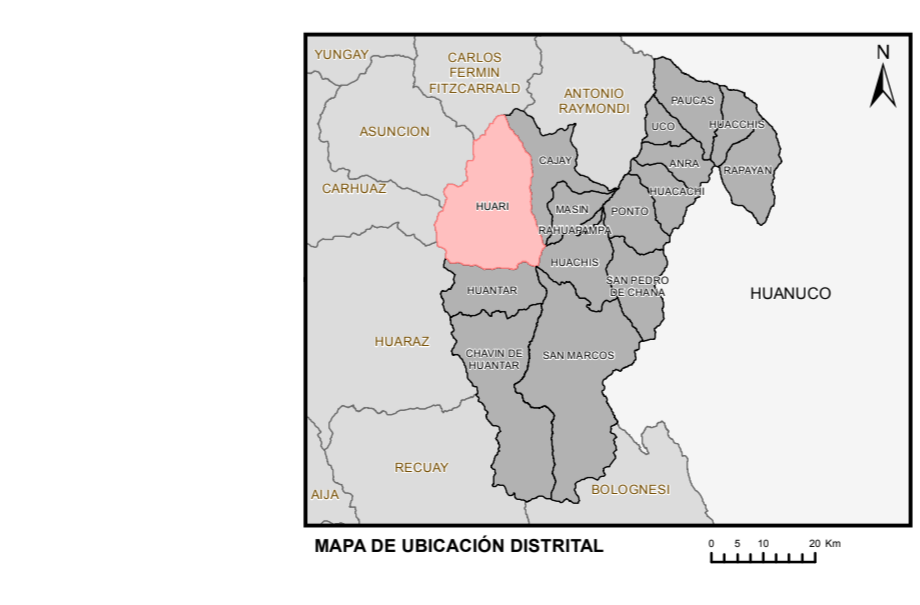 YUNGAY
CARLOS
FERMIN
FITZCARRALD
N
ANTONIO
RAYMONDI
PAUCAS
ASUNCION
UCO
HUACCHIS
CAJAY
ANRA
RAPAYAN
CARHUAZ
HUACACHI
HUARI
MASIN
PONTO
RAHUAPAMPA
HUACHIS
SAN PEDRO
DE CHANA
HUANTAR
HUANUCO
HUARAZ
CHAVIN DE
HUANTAR
SAN MARCOS
RECUAY
AIJA
BOLOGNESI
MAPA DE UBICACIÓN DISTRITAL
0 5 10 20 Km